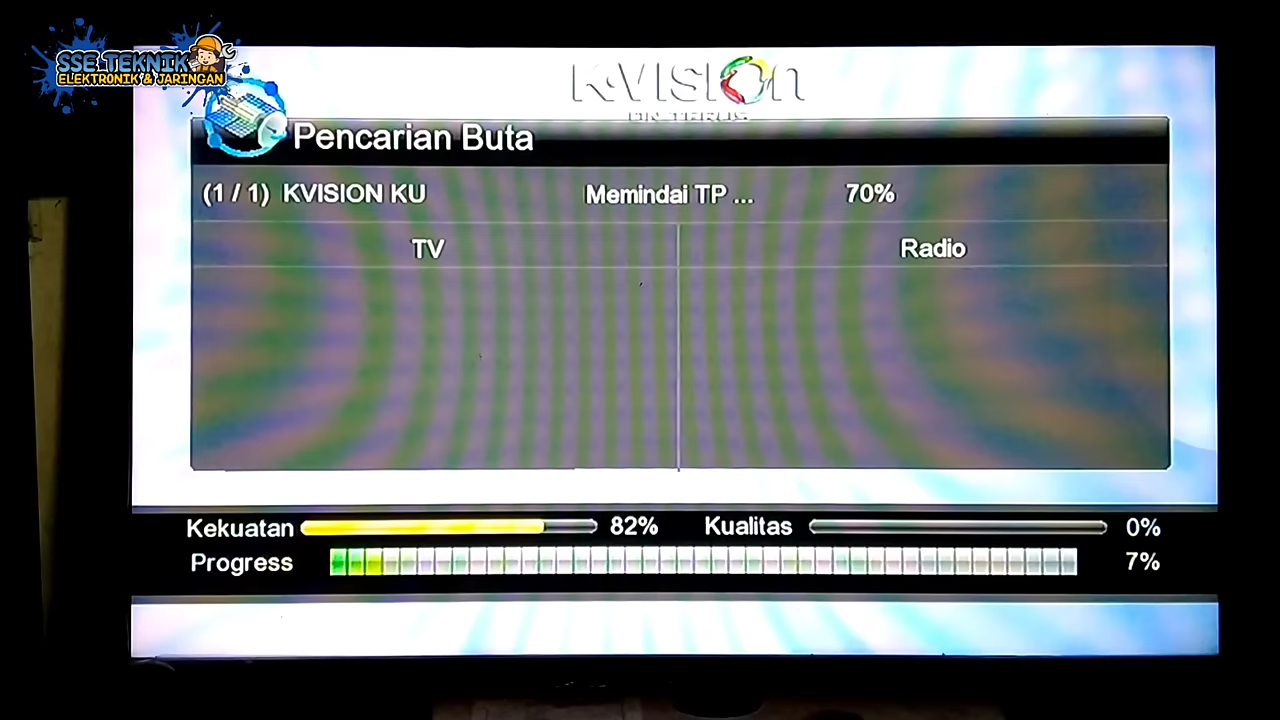 SSE TEKNIK
ELEKTRONIK & JARINGAN
K-VISION
Pencarian Buta
(1 / 1) KVISION KU Memindai TP ... 70%
TV Radio
Kekuatan 82% Kualitas 0%
Progress 7%